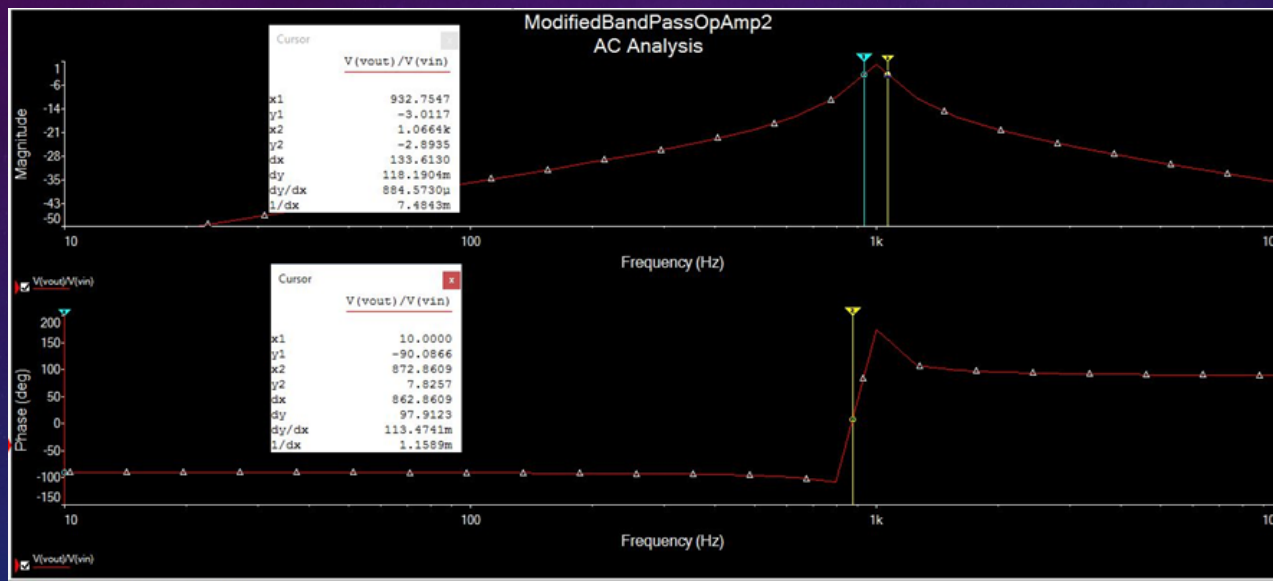 ModifiedBandPassOpAmp2
AC Analysis
Cursor
V(vout)/V(vin)
x1 932.7547
y1 -3.0117
x2 1.0664k
y2 -2.8935
dx 133.6130
dy 118.1904m
dy/dx 884.5730µ
1/dx 7.4843m
Magnitude
1
-6
-14
-21
-28
-35
-43
-50
10 100 1k
Frequency (Hz)
V(vout)/V(vin)
Cursor x
V(vout)/V(vin)
x1 10.0000
y1 -90.0866
x2 872.8609
y2 7.8257
dx 862.8609
dy 97.9123
dy/dx 113.4741m
1/dx 1.1589m
Phase (deg)
200
150
100
50
0
-50
-100
-150
10 100 1k
Frequency (Hz)
V(vout)/V(vin)